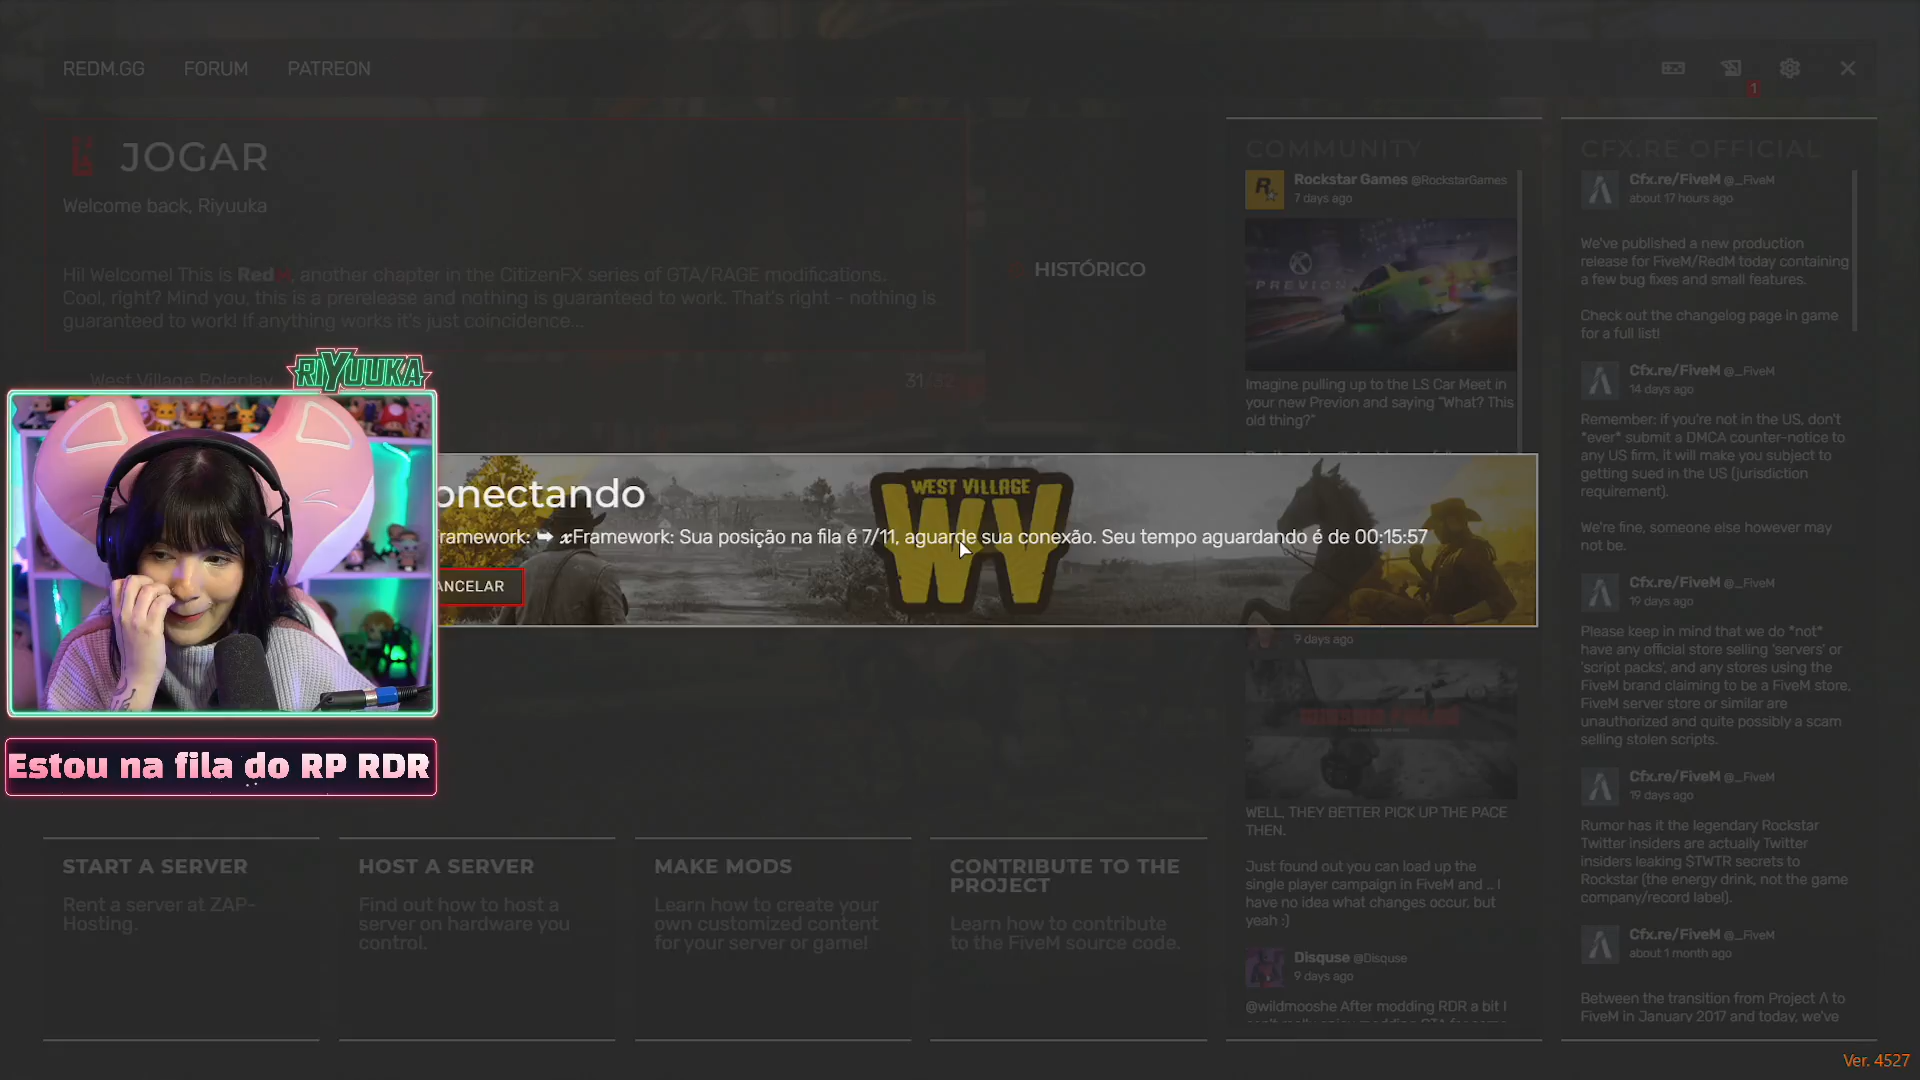 REDM.GG FORUM PATREON
1
JOGAR
Welcome back, Riyuuka
Hi! Welcome! This is RedM, another chapter in the CitizenFX series of GTA/RAGE modifications.
Cool, right? Mind you, this is a prerelease and nothing is guaranteed to work. That's right - nothing is
guaranteed to work! If anything works it's just coincidence...
HISTÓRICO
West Village Roleplay
31/32
RIYUUKA
onectando
ramework: ➥ 𝔁Framework: Sua posição na fila é 7/11, aguarde sua conexão. Seu tempo aguardando é de 00:15:57
ANCELAR
WEST VILLAGE
WV
Estou na fila do RP RDR
START A SERVER
Rent a server at ZAP-
Hosting.
HOST A SERVER
Find out how to host a
server on hardware you
control.
MAKE MODS
Learn how to create your
own customized content
for your server or game!
CONTRIBUTE TO THE
PROJECT
Learn how to contribute
to the FiveM source code.
COMMUNITY
Rockstar Games @RockstarGames
7 days ago
PREVION
Imagine pulling up to the LS Car Meet in
your new Previon and saying "What? This
old thing?"
9 days ago
WELL, THEY BETTER PICK UP THE PACE
THEN.
Just found out you can load up the
single player campaign in FiveM and .. I
have no idea what changes occur, but
yeah :)
Disquse @Disquse
9 days ago
@wildmooshe After modding RDR a bit I
CFX.RE OFFICIAL
Cfx.re/FiveM @_FiveM
about 17 hours ago
We've published a new production
release for FiveM/RedM today containing
a few bug fixes and small features.
Check out the changelog page in game
for a full list!
Cfx.re/FiveM @_FiveM
14 days ago
Remember: if you're not in the US, don't
*ever* submit a DMCA counter-notice to
any US firm, it will make you subject to
getting sued in the US (jurisdiction
requirement).
We're fine, someone else however may
not be.
Cfx.re/FiveM @_FiveM
19 days ago
Please keep in mind that we do *not*
have any official store selling 'servers' or
'script packs', and any stores using the
FiveM brand claiming to be a FiveM store,
FiveM server store or similar are
unauthorized and quite possibly a scam
selling stolen scripts.
Cfx.re/FiveM @_FiveM
19 days ago
Rumor has it the legendary Rockstar
Twitter insiders are actually Twitter
insiders leaking $TWTR secrets to
Rockstar (the energy drink, not the game
company/record label).
Cfx.re/FiveM @_FiveM
about 1 month ago
Between the transition from Project Λ to
FiveM in January 2017 and today, we've
Ver. 4527